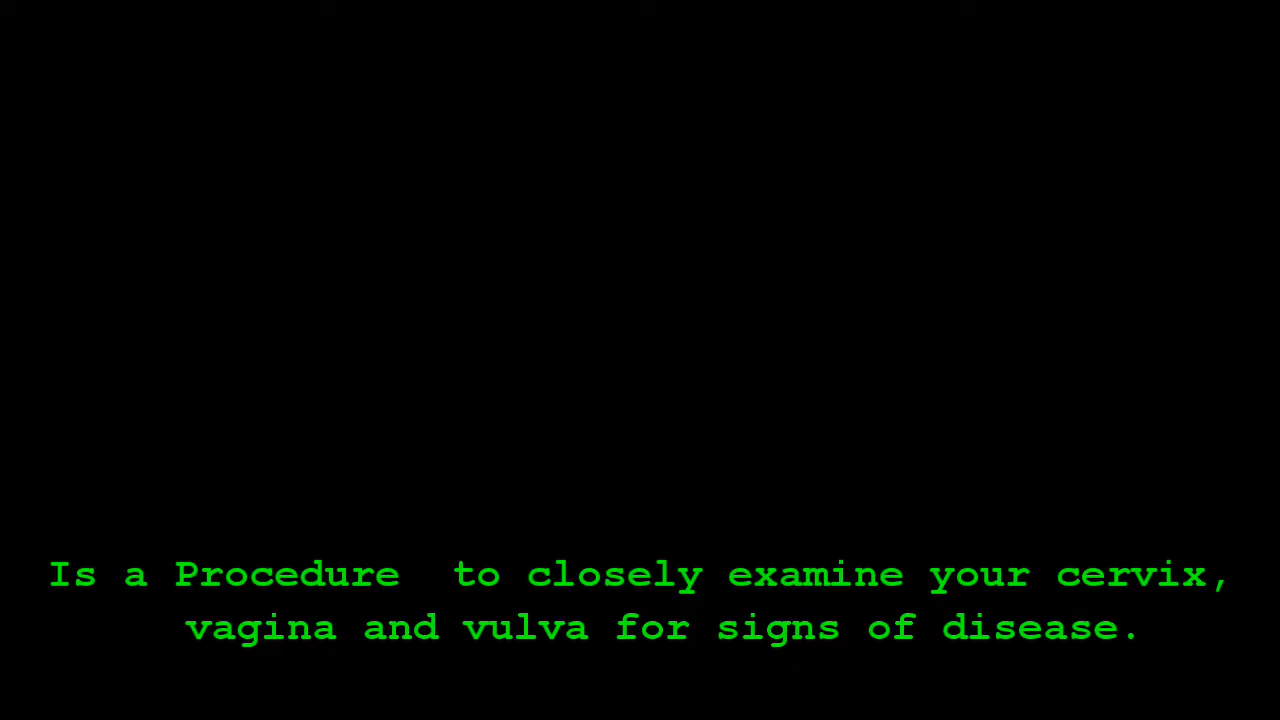 Is a Procedure  to closely examine your cervix,
vagina and vulva for signs of disease.